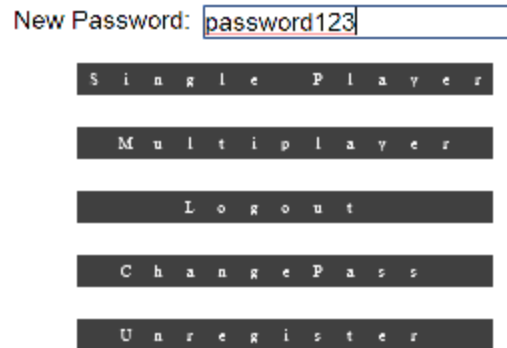 New Password: password123
Single Player
Multiplayer
Logout
ChangePass
Unregister